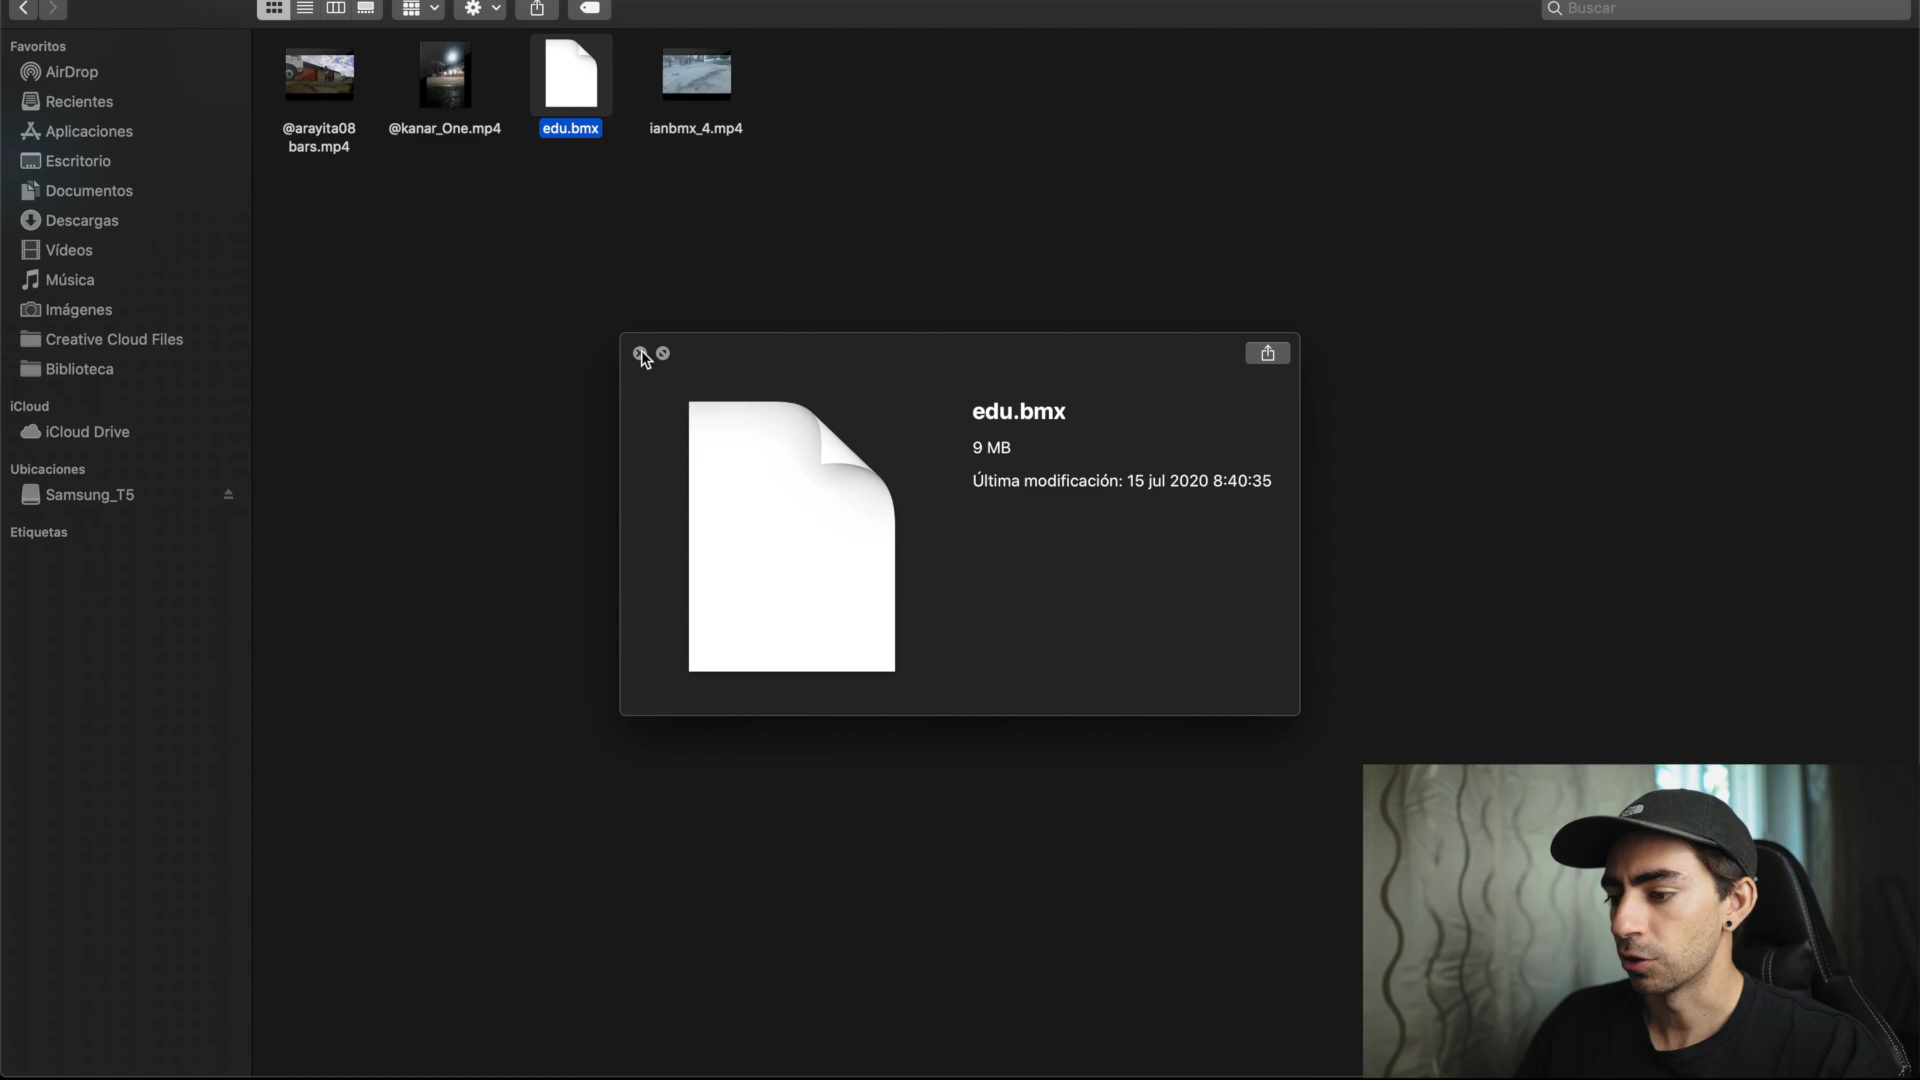 Buscar
Favoritos
AirDrop
Recientes
Aplicaciones
Escritorio
Documentos
Descargas
Vídeos
Música
Imágenes
Creative Cloud Files
Biblioteca
iCloud
iCloud Drive
Ubicaciones
Samsung_T5
Etiquetas
@arayita08
bars.mp4
@kanar_One.mp4
edu.bmx
ianbmx_4.mp4
edu.bmx
9 MB
Última modificación: 15 jul 2020 8:40:35